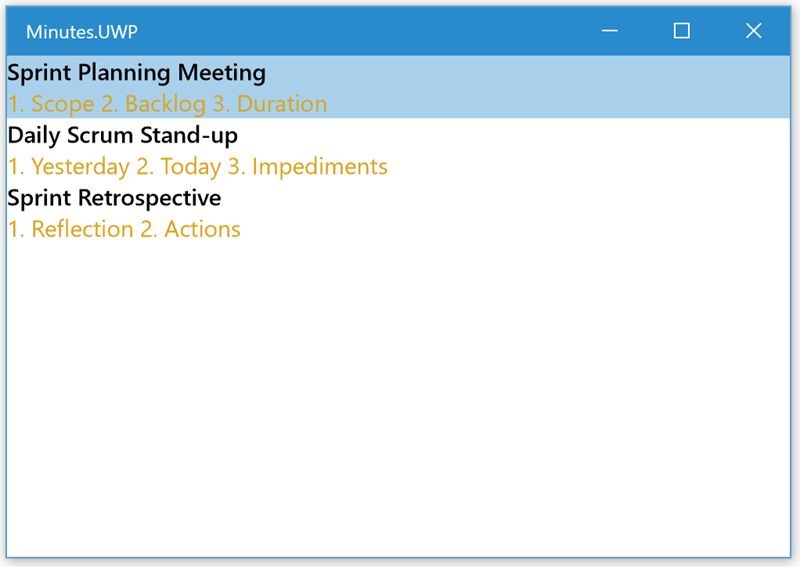 Minutes.UWP
Sprint Planning Meeting
1. Scope 2. Backlog 3. Duration
Daily Scrum Stand-up
1. Yesterday 2. Today 3. Impediments
Sprint Retrospective
1. Reflection 2. Actions